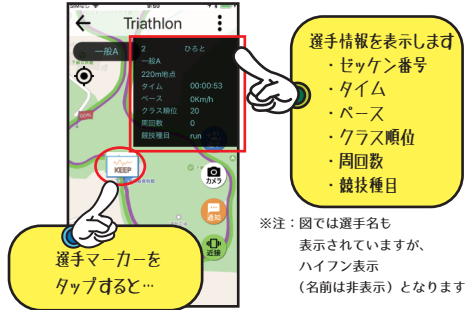 9:50
Triathlon
一般A
2 ひろと
一般A
220m地点
タイム 00:00:53
ペース 0Km/h
クラス順位 20
周回数 0
競技種目 run
KEEP
カメラ
通知
近接
選手マーカーを
タップすると…
選手情報を表示します
・ゼッケン番号
・タイム
・ペース
・クラス順位
・周回数
・競技種目
※注：図では選手名も
表示されていますが、
ハイフン表示
（名前は非表示）となります